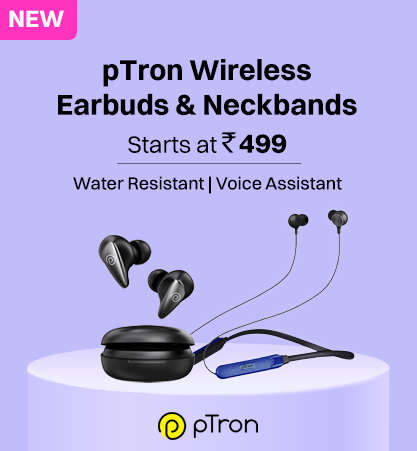 NEW
pTron Wireless
Earbuds & Neckbands
Starts at ₹499
Water Resistant | Voice Assistant
pTron